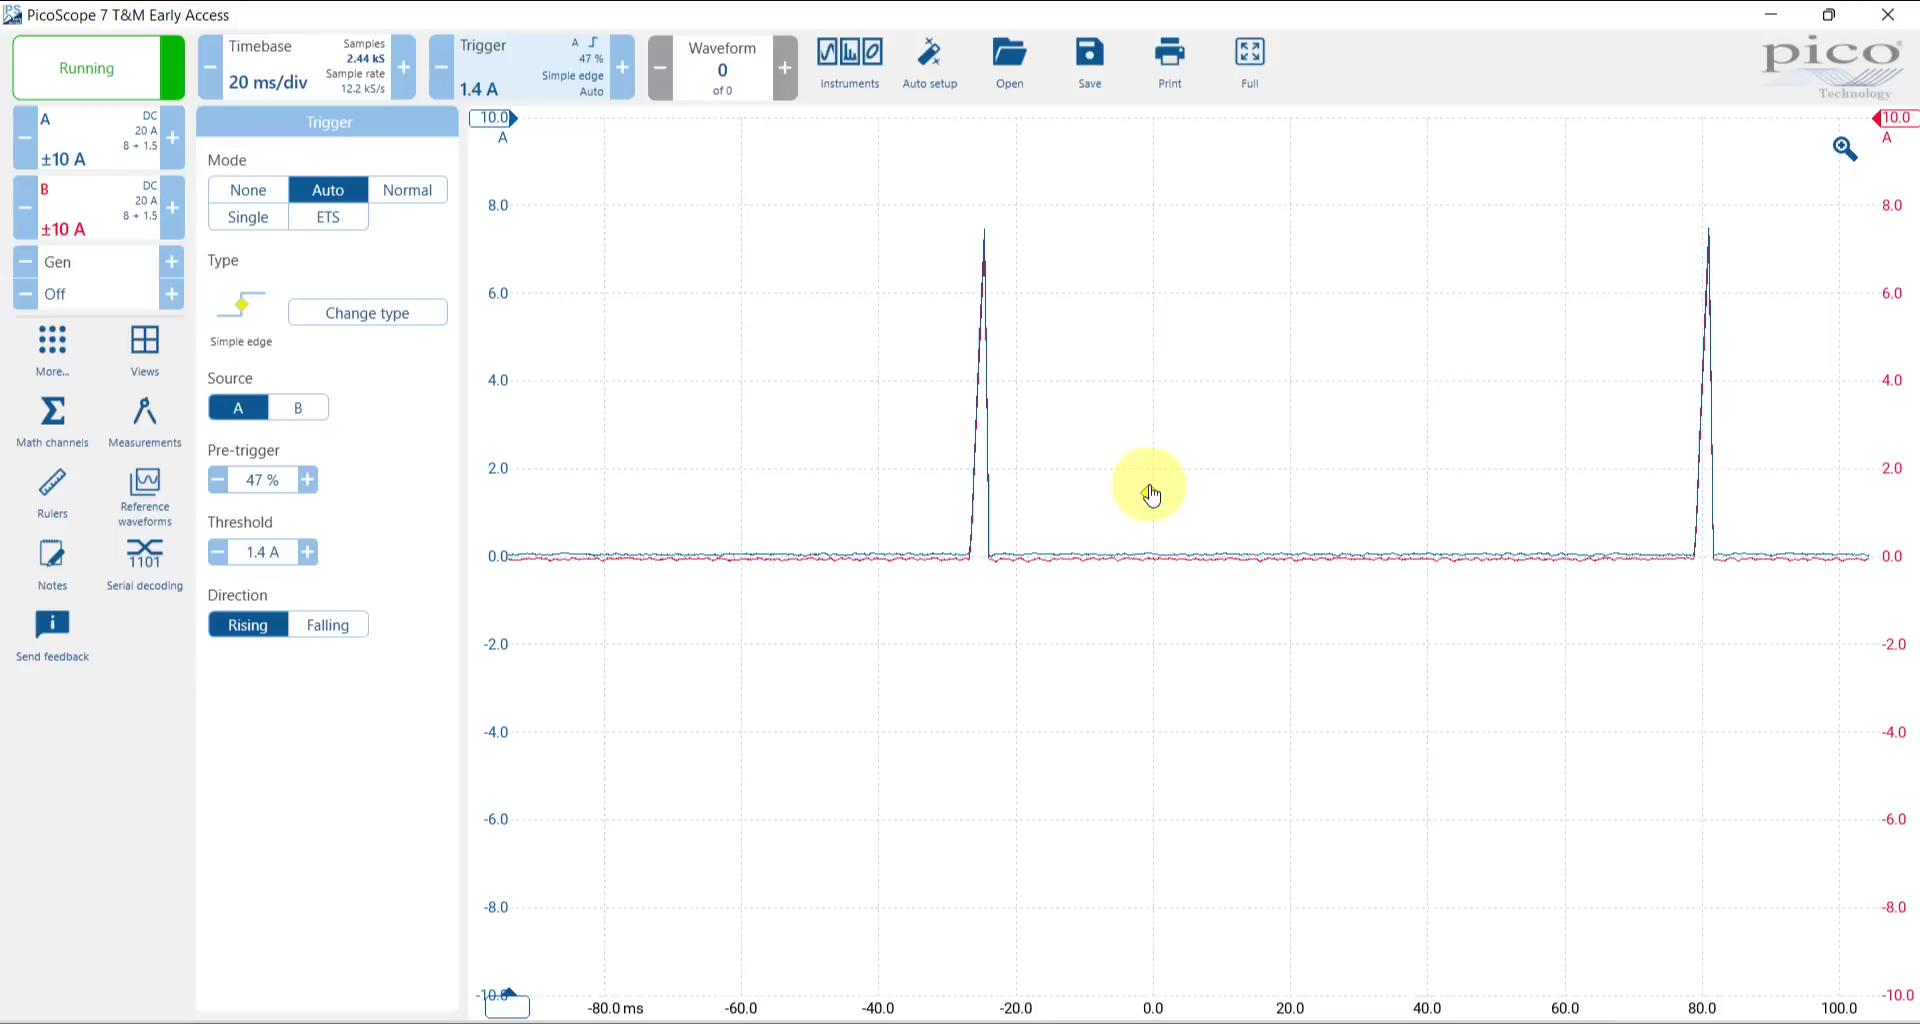 PicoScope 7 T&M Early Access
Running
Timebase
20 ms/div
Samples
2.44 kS
Sample rate
12.2 kS/s
Trigger
1.4 A
A
47 %
Simple edge
Auto
Waveform
0
of 0
Instruments
Auto setup
Open
Save
Print
Full
pico
Technology
A
±10 A
DC
20 A
8 + 1.5
B
±10 A
DC
20 A
8 + 1.5
Gen
Off
More...
Views
Math channels
Measurements
Rulers
Reference
waveforms
Notes
1101
Serial decoding
Send feedback
Trigger
Mode
None
Auto
Normal
Single
ETS
Type
Change type
Simple edge
Source
A
B
Pre-trigger
47 %
Threshold
1.4 A
Direction
Rising
Falling
10.0
A
8.0
6.0
4.0
2.0
0.0
-2.0
-4.0
-6.0
-8.0
-10.0
10.0
A
8.0
6.0
4.0
2.0
0.0
-2.0
-4.0
-6.0
-8.0
-10.0
-80.0 ms
-60.0
-40.0
-20.0
0.0
20.0
40.0
60.0
80.0
100.0